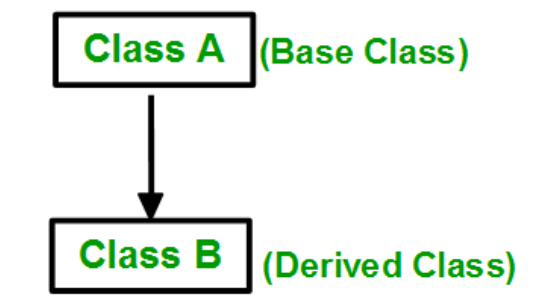 Class A (Base Class)
Class B (Derived Class)